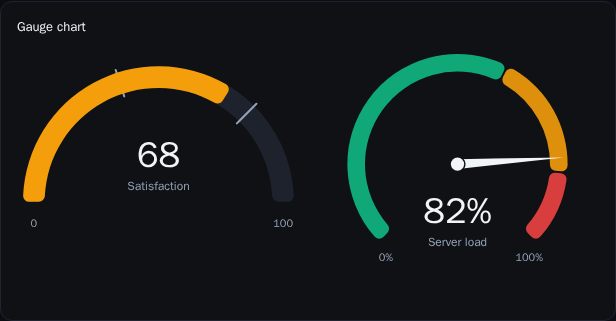 Gauge chart
68
Satisfaction
0
100
82%
Server load
0%
100%